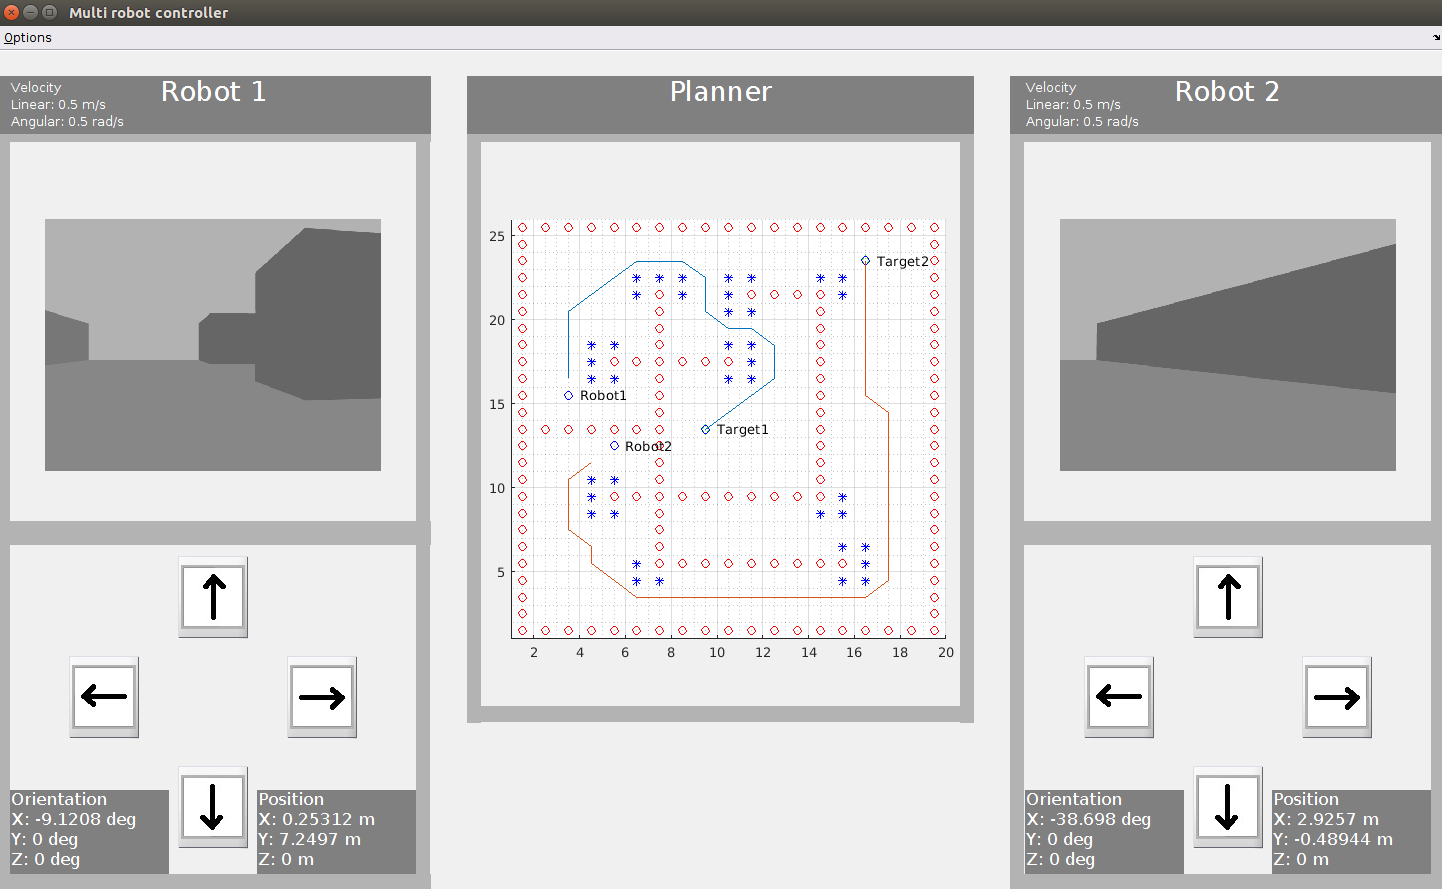 Multi robot controller
Options
Velocity
Linear: 0.5 m/s
Angular: 0.5 rad/s
Robot 1
Planner
Velocity
Linear: 0.5 m/s
Angular: 0.5 rad/s
Robot 2
25
20
15
10
5
Target2
Robot1
Target1
Robot2
2
4
6
8
10
12
14
16
18
20
Orientation
X: -9.1208 deg
Y: 0 deg
Z: 0 deg
Position
X: 0.25312 m
Y: 7.2497 m
Z: 0 m
Orientation
X: -38.698 deg
Y: 0 deg
Z: 0 deg
Position
X: 2.9257 m
Y: -0.48944 m
Z: 0 m